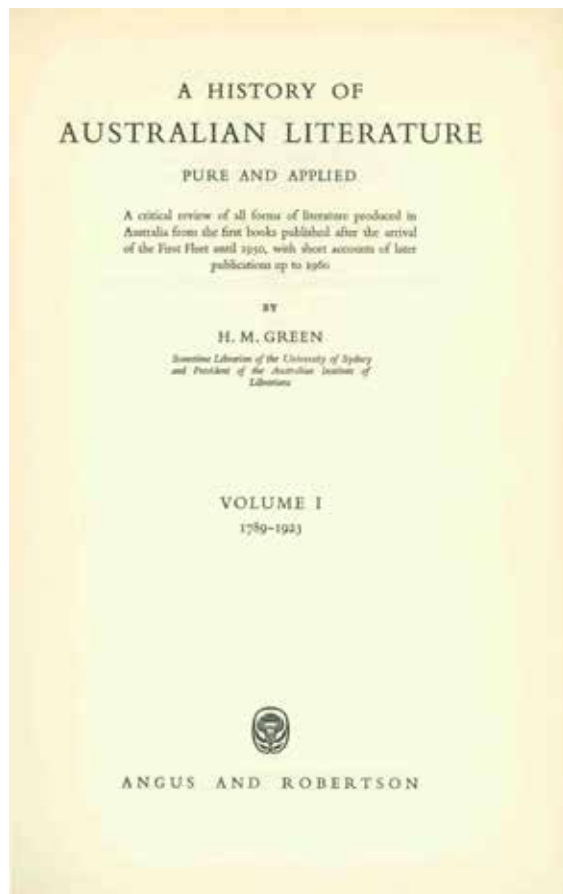 A HISTORY OF
AUSTRALIAN LITERATURE
PURE AND APPLIED
A critical review of all forms of literature produced in
Australia from the first books published after the arrival
of the First Fleet until 1950, with short accounts of later
publications up to 1960
BY
H. M. GREEN
Sometime Librarian of the University of Sydney
and President of the Australian Institute of
Librarians
VOLUME I
1789–1923
ANGUS AND ROBERTSON